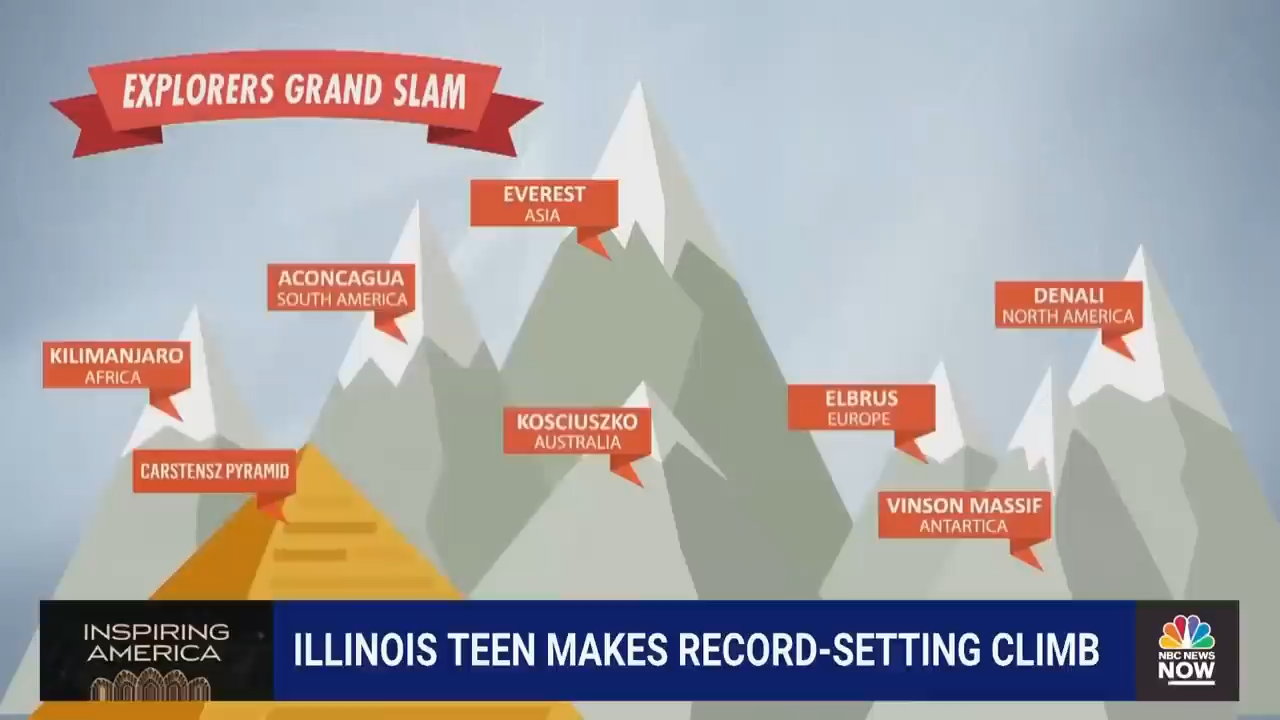 EXPLORERS GRAND SLAM
EVEREST
ASIA
ACONCAGUA
SOUTH AMERICA
DENALI
NORTH AMERICA
KILIMANJARO
AFRICA
ELBRUS
EUROPE
KOSCIUSZKO
AUSTRALIA
CARSTENSZ PYRAMID
VINSON MASSIF
ANTARTICA
INSPIRING
AMERICA
ILLINOIS TEEN MAKES RECORD-SETTING CLIMB
NBC NEWS
NOW